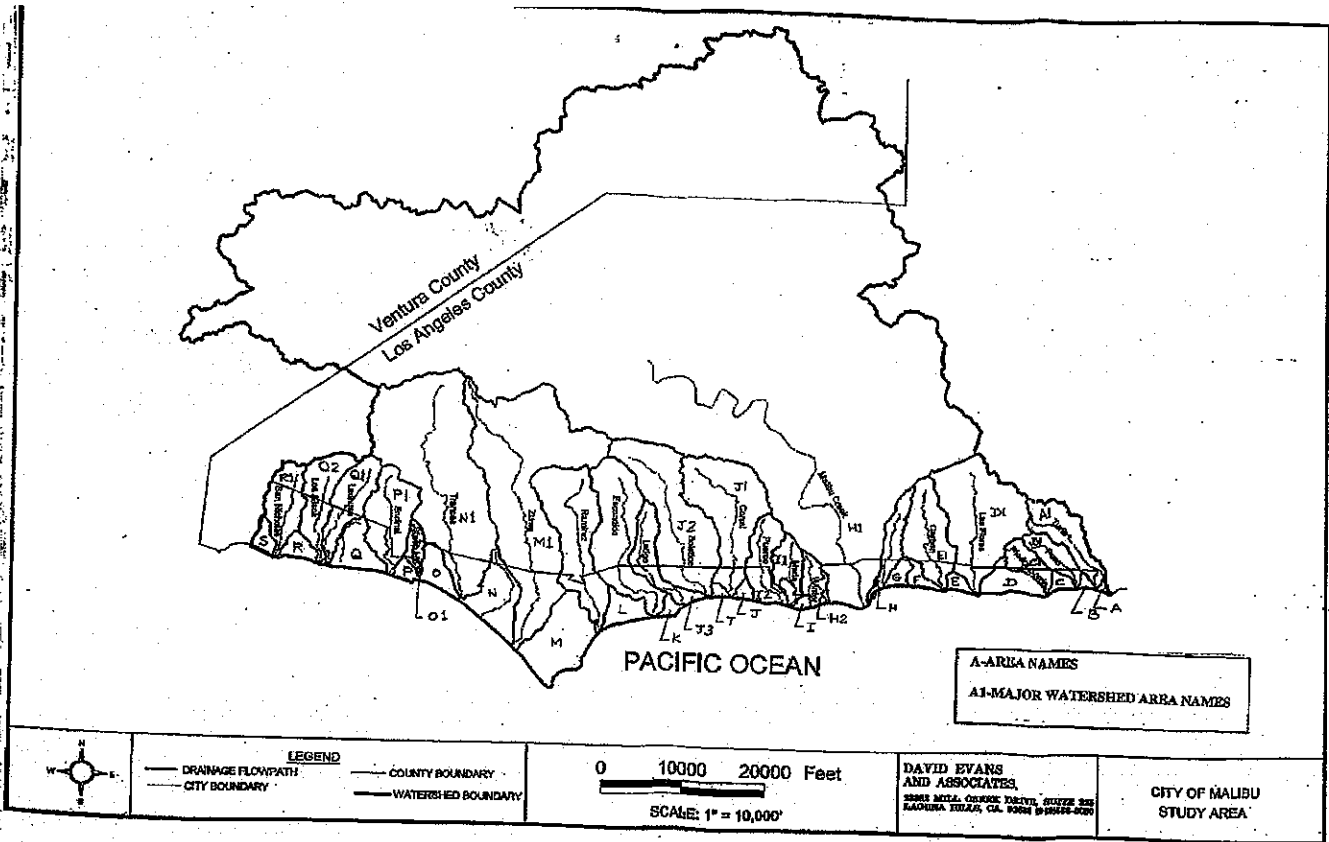 Ventura County
Los Angeles County
Q2
Q1
P1
Trancas
N1
Zuma
M1
Ramirez
Escondido
Latigo
J2
Solstice
J1
Corral
Puerco
I1
Malibu Creek
H1
Las Flores
E1
D1
A1
S
R
Q
P
O
N
M
L
G
F
E
D
C
O1
K
J3
J
J
I
H2
H
B
A
PACIFIC OCEAN
A-AREA NAMES
A1-MAJOR WATERSHED AREA NAMES
N
W
E
S
LEGEND
DRAINAGE FLOWPATH
CITY BOUNDARY
COUNTY BOUNDARY
WATERSHED BOUNDARY
0 10000 20000 Feet
SCALE: 1" = 10,000'
DAVID EVANS
AND ASSOCIATES,
CITY OF MALIBU
STUDY AREA